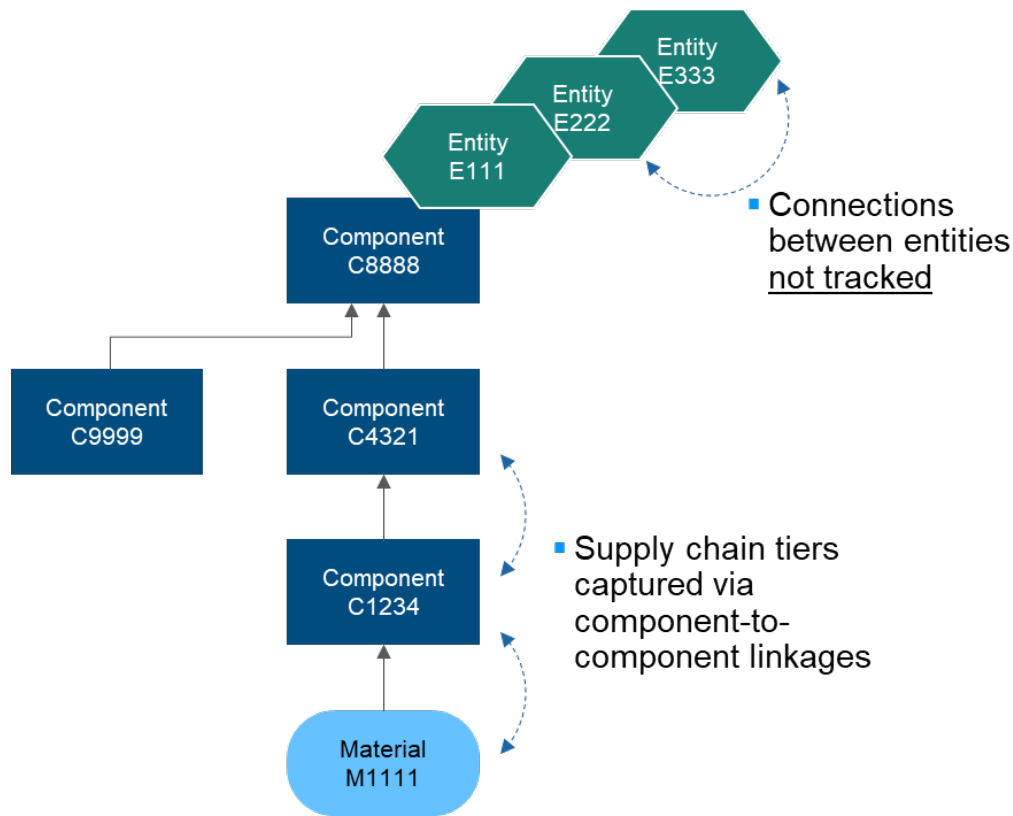 Entity
E333
Entity
E222
Entity
E111
Connections
between entities
not tracked
Component
C8888
Component
C9999
Component
C4321
Supply chain tiers
captured via
component-to-
component linkages
Component
C1234
Material
M1111